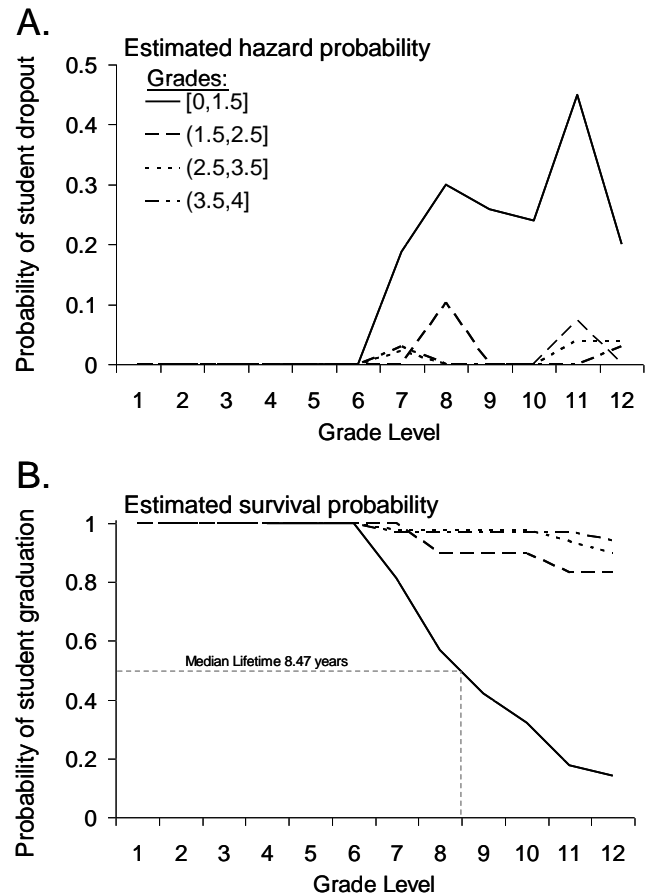 A.
Estimated hazard probability
Probability of student dropout
0.5
0.4
0.3
0.2
0.1
0
Grades:
[0,1.5]
(1.5,2.5]
(2.5,3.5]
(3.5,4]
1 2 3 4 5 6 7 8 9 10 11 12
Grade Level
B.
Estimated survival probability
Probability of student graduation
1
0.8
0.6
0.4
0.2
0
Median Lifetime 8.47 years
1 2 3 4 5 6 7 8 9 10 11 12
Grade Level